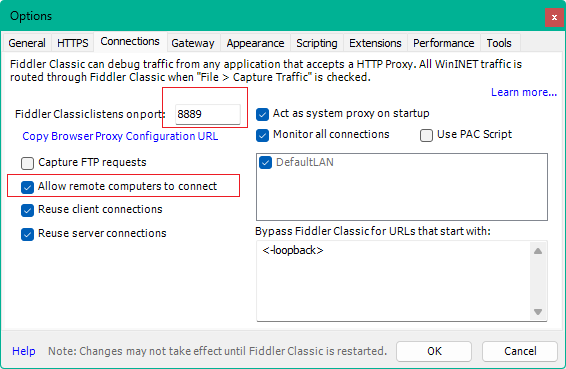 Options
General HTTPS Connections Gateway Appearance Scripting Extensions Performance Tools
Fiddler Classic can debug traffic from any application that accepts a HTTP Proxy. All WinINET traffic is
routed through Fiddler Classic when "File > Capture Traffic" is checked.
Learn more...
Fiddler Classic listens on port: 8889
Copy Browser Proxy Configuration URL
Capture FTP requests
Allow remote computers to connect
Reuse client connections
Reuse server connections
Act as system proxy on startup
Monitor all connections Use PAC Script
DefaultLAN
Bypass Fiddler Classic for URLs that start with:
<-loopback>
Help Note: Changes may not take effect until Fiddler Classic is restarted. OK Cancel